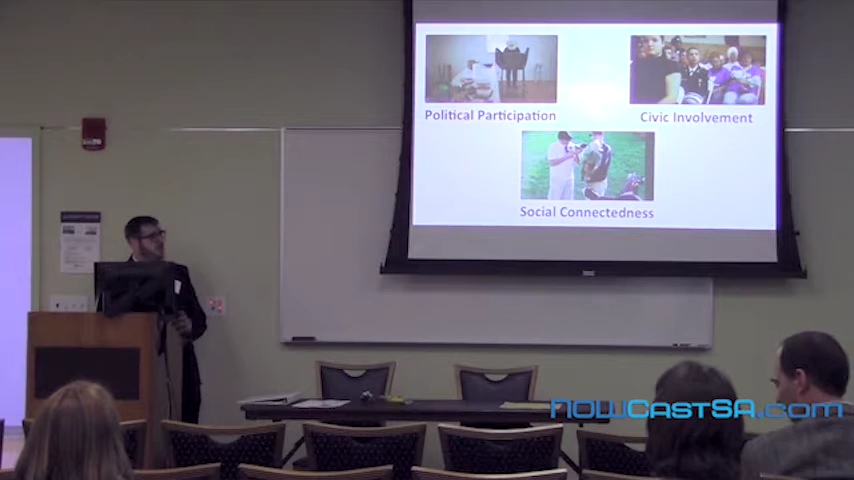 Political Participation
Civic Involvement
Social Connectedness
NOWCASTSA.com